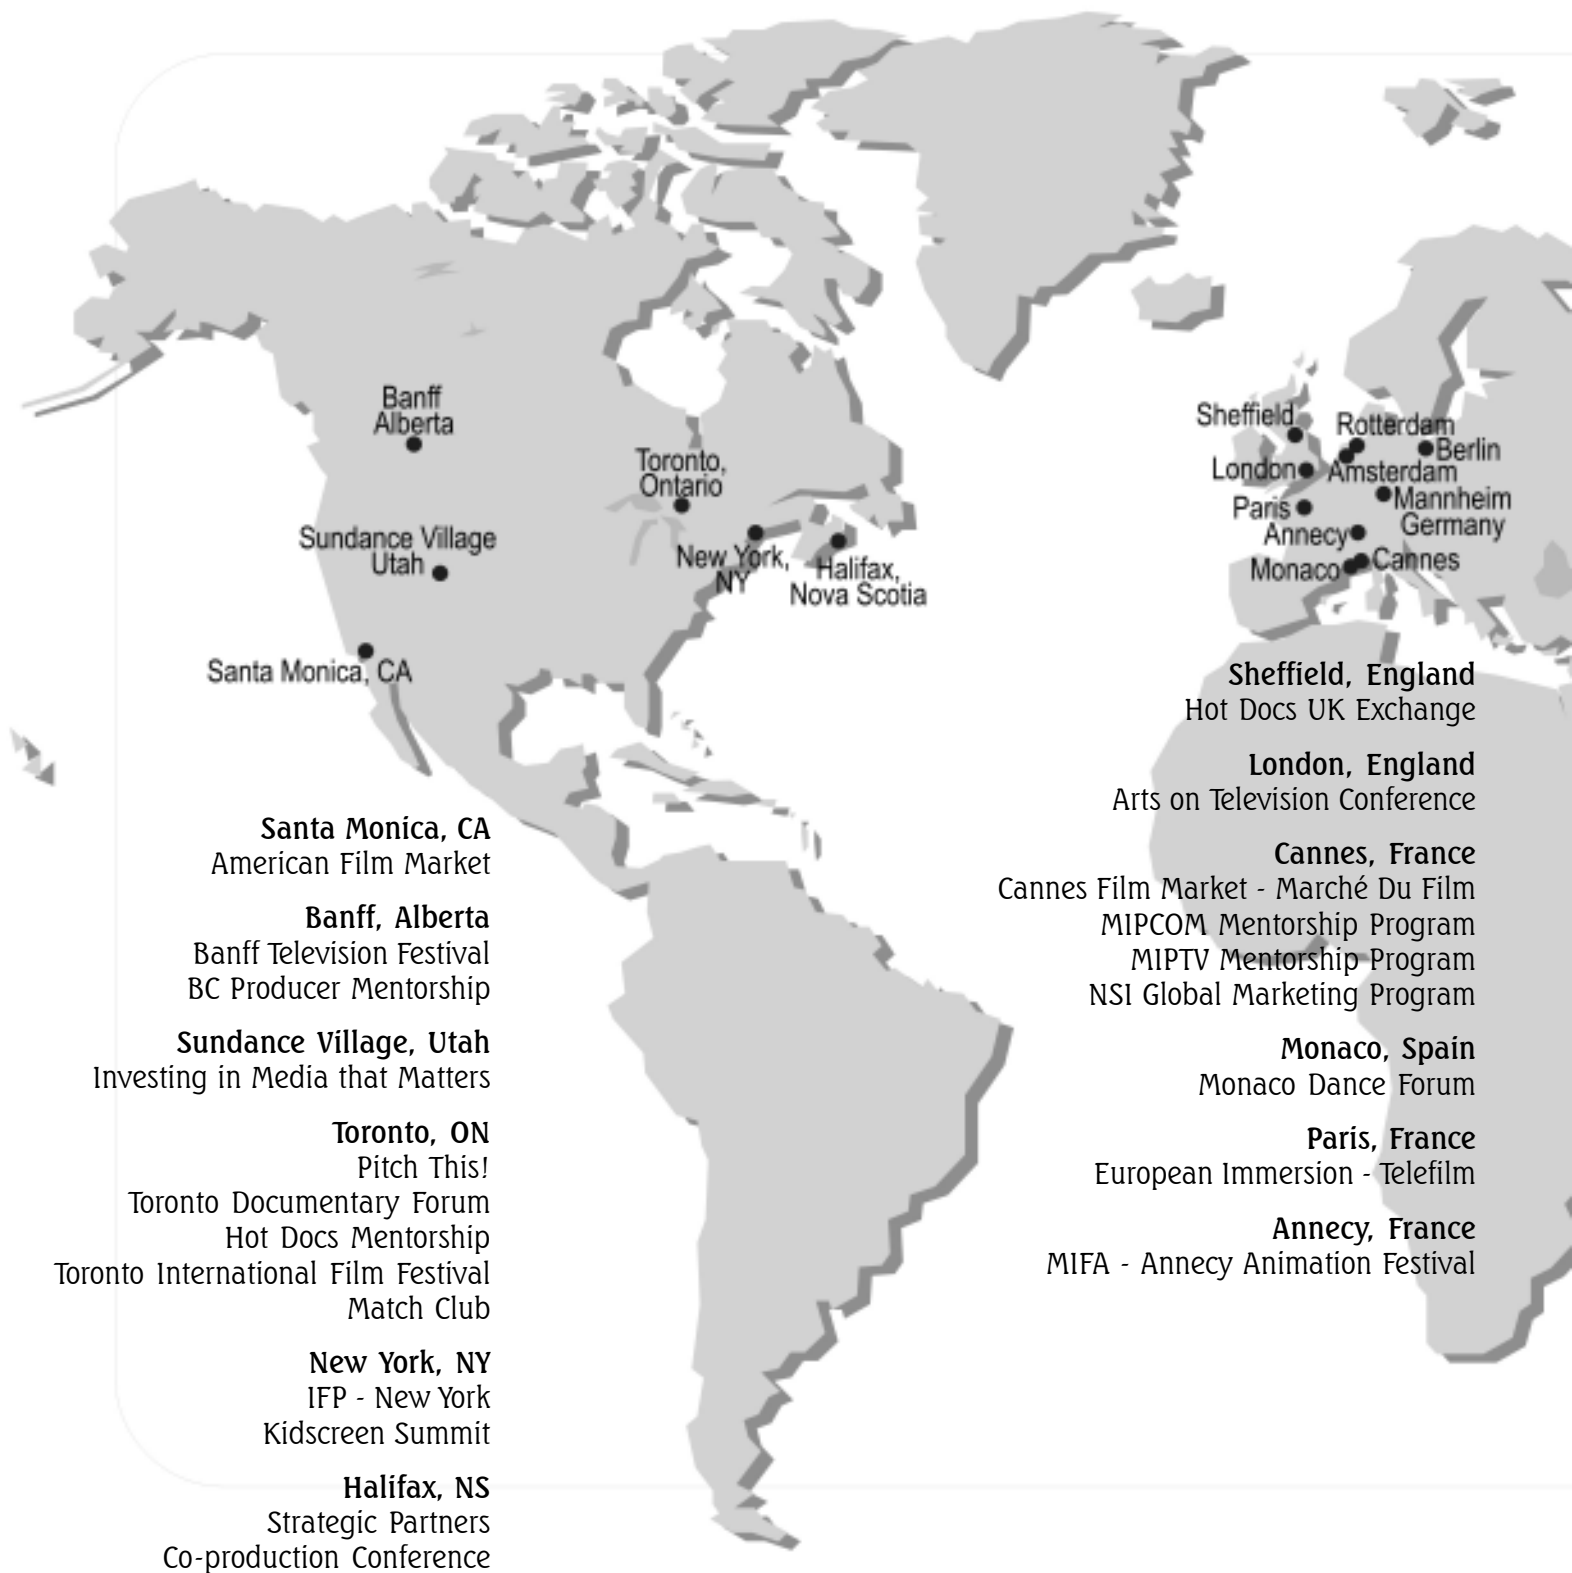 Banff
Alberta
Toronto,
Ontario
Sundance Village
Utah
New York,
NY
Halifax,
Nova Scotia
Santa Monica, CA
Sheffield
Rotterdam
Berlin
London
Amsterdam
Paris
Mannheim
Germany
Annecy
Cannes
Monaco
Santa Monica, CA
American Film Market
Banff, Alberta
Banff Television Festival
BC Producer Mentorship
Sundance Village, Utah
Investing in Media that Matters
Toronto, ON
Pitch This!
Toronto Documentary Forum
Hot Docs Mentorship
Toronto International Film Festival
Match Club
New York, NY
IFP - New York
Kidscreen Summit
Halifax, NS
Strategic Partners
Co-production Conference
Sheffield, England
Hot Docs UK Exchange
London, England
Arts on Television Conference
Cannes, France
Cannes Film Market - Marché Du Film
MIPCOM Mentorship Program
MIPTV Mentorship Program
NSI Global Marketing Program
Monaco, Spain
Monaco Dance Forum
Paris, France
European Immersion - Telefilm
Annecy, France
MIFA - Annecy Animation Festival